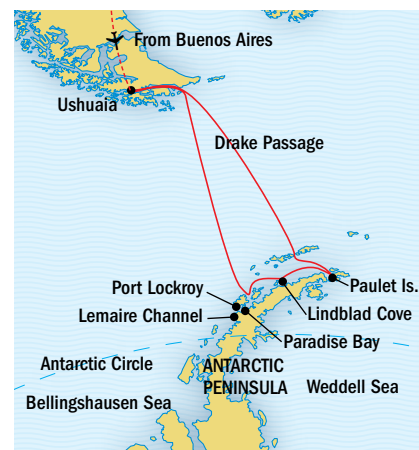 From Buenos Aires
Ushuaia
Drake Passage
Port Lockroy
Paulet Is.
Lemaire Channel
Lindblad Cove
Paradise Bay
Antarctic Circle
ANTARCTIC
PENINSULA
Weddell Sea
Bellingshausen Sea